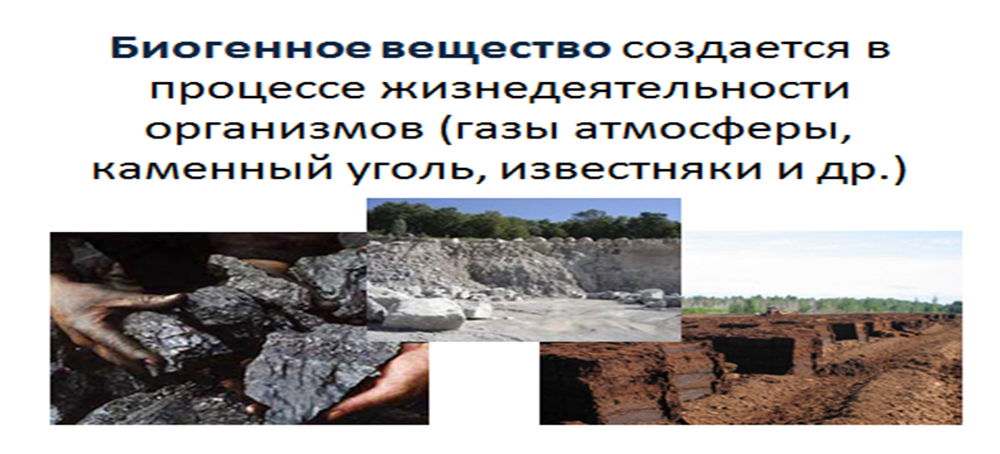 Биогенное вещество создается в
процессе жизнедеятельности
организмов (газы атмосферы,
каменный уголь, известняки и др.)